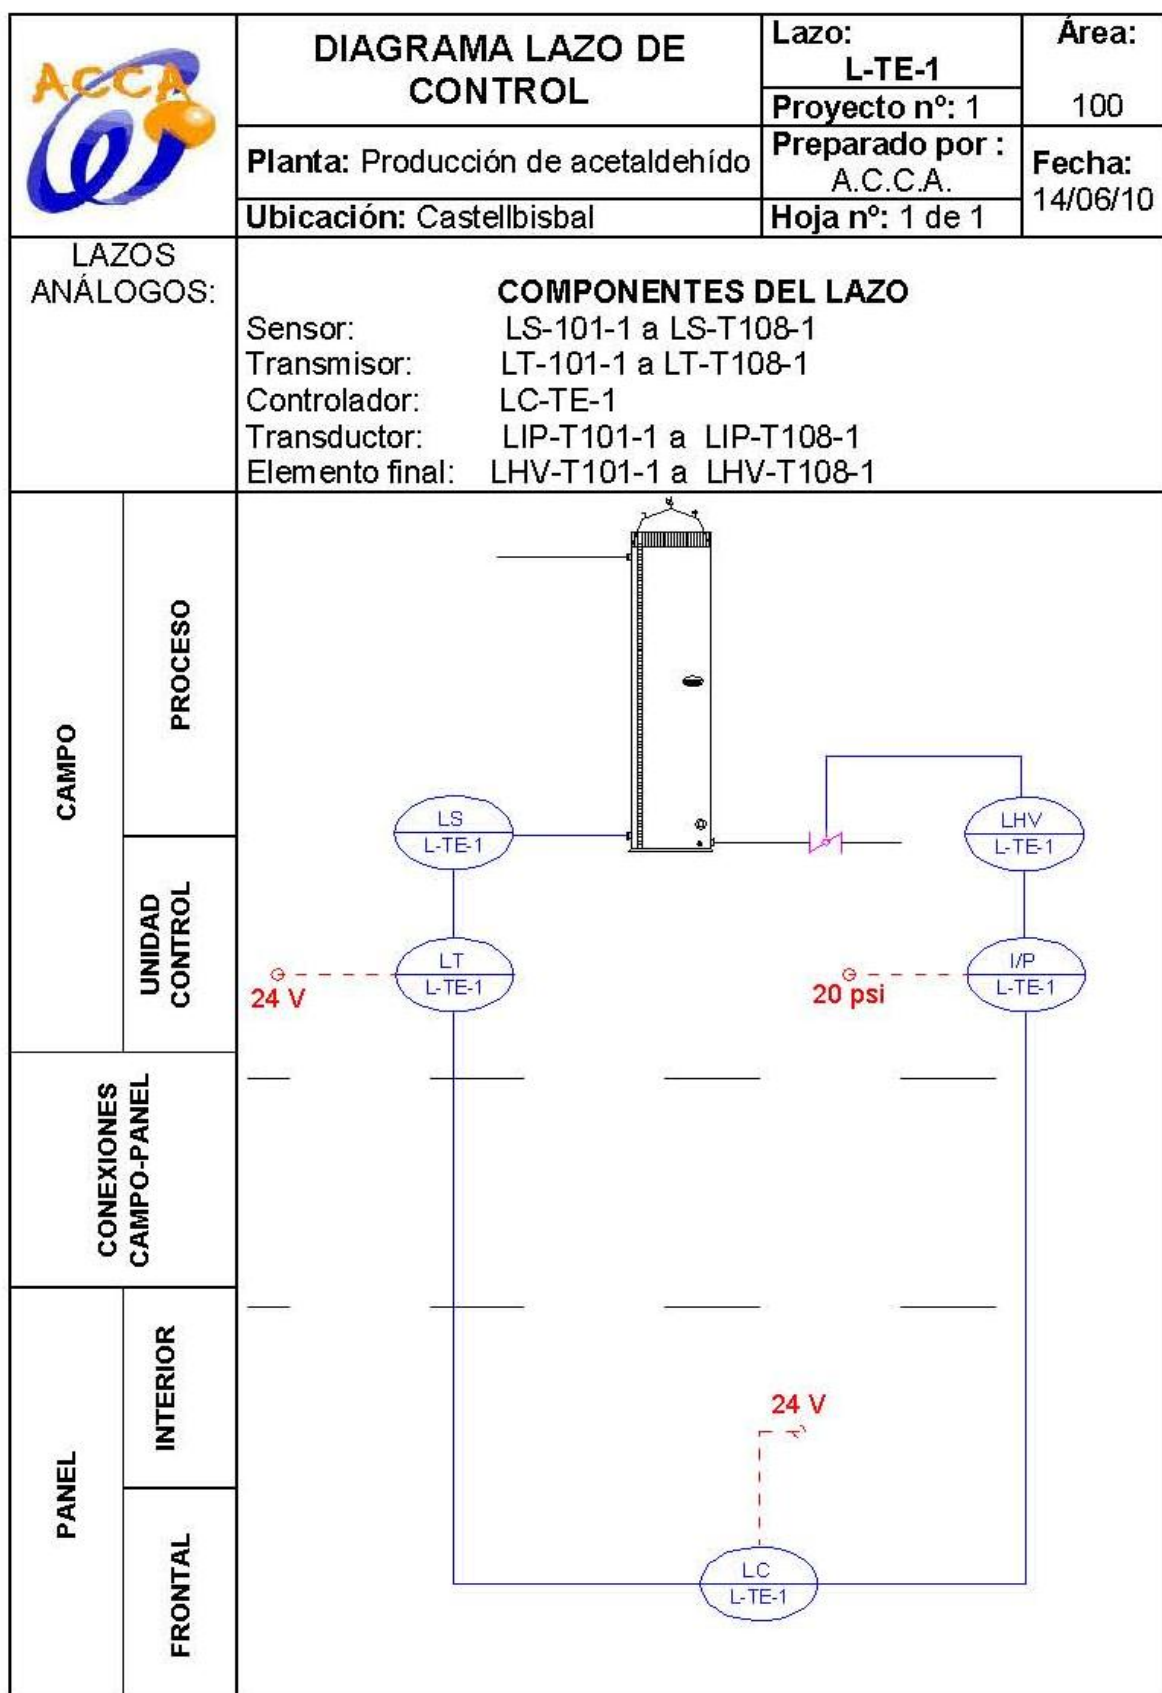 ACCA
DIAGRAMA LAZO DE
CONTROL
Lazo:
L-TE-1
Proyecto nº: 1
Área:
100
Planta: Producción de acetaldehído
Preparado por :
A.C.C.A.
Fecha:
14/06/10
Ubicación: Castellbisbal
Hoja nº: 1 de 1
LAZOS
ANÁLOGOS:
COMPONENTES DEL LAZO
Sensor: LS-101-1 a LS-T108-1
Transmisor: LT-101-1 a LT-T108-1
Controlador: LC-TE-1
Transductor: LIP-T101-1 a LIP-T108-1
Elemento final: LHV-T101-1 a LHV-T108-1
CAMPO
PROCESO
UNIDAD
CONTROL
LS
L-TE-1
LHV
L-TE-1
LT
L-TE-1
24 V
I/P
L-TE-1
20 psi
CONEXIONES
CAMPO-PANEL
PANEL
INTERIOR
FRONTAL
24 V
LC
L-TE-1